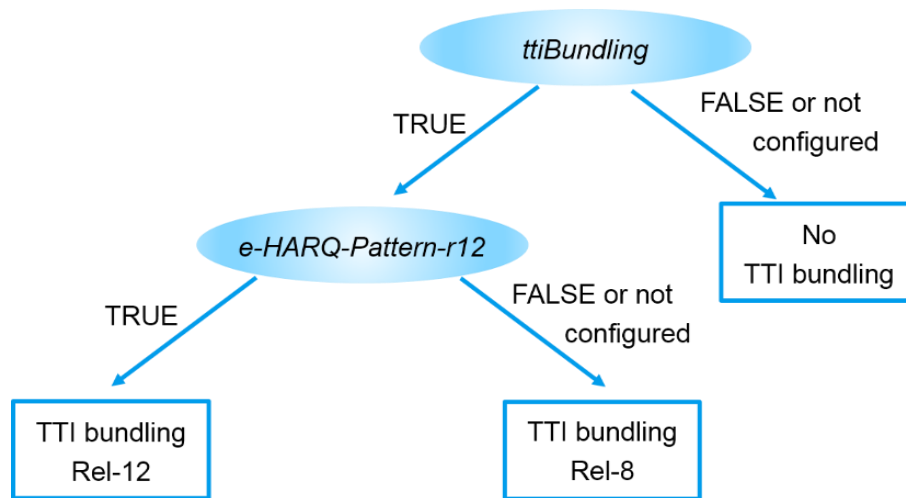 ttiBundling
TRUE
FALSE or not
configured
e-HARQ-Pattern-r12
No
TTI bundling
TRUE
FALSE or not
configured
TTI bundling
Rel-12
TTI bundling
Rel-8